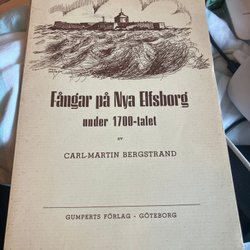 Fångar på Nya Elfsborg
under 1700-talet
AV
CARL-MARTIN BERGSTRAND
GUMPERTS FÖRLAG - GÖTEBORG